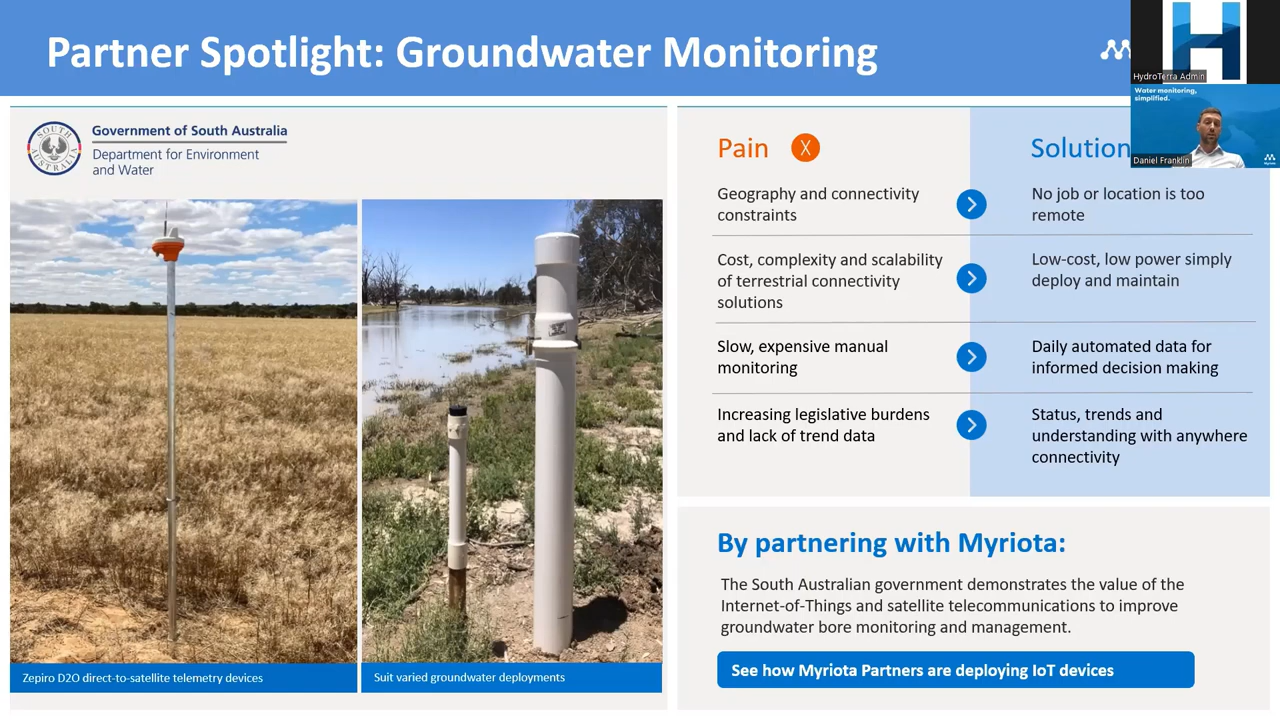 Partner Spotlight: Groundwater Monitoring
HydroTerra Admin
Water monitoring,
simplified.
Daniel Franklin
Government of South Australia
Department for Environment
and Water
SOUTH
AUSTRALIA
Zepiro D2O direct-to-satellite telemetry devices
Suit varied groundwater deployments
Pain X
Solution
Geography and connectivity
constraints
No job or location is too
remote
Cost, complexity and scalability
of terrestrial connectivity
solutions
Low-cost, low power simply
deploy and maintain
Slow, expensive manual
monitoring
Daily automated data for
informed decision making
Increasing legislative burdens
and lack of trend data
Status, trends and
understanding with anywhere
connectivity
By partnering with Myriota:
The South Australian government demonstrates the value of the
Internet-of-Things and satellite telecommunications to improve
groundwater bore monitoring and management.
See how Myriota Partners are deploying IoT devices